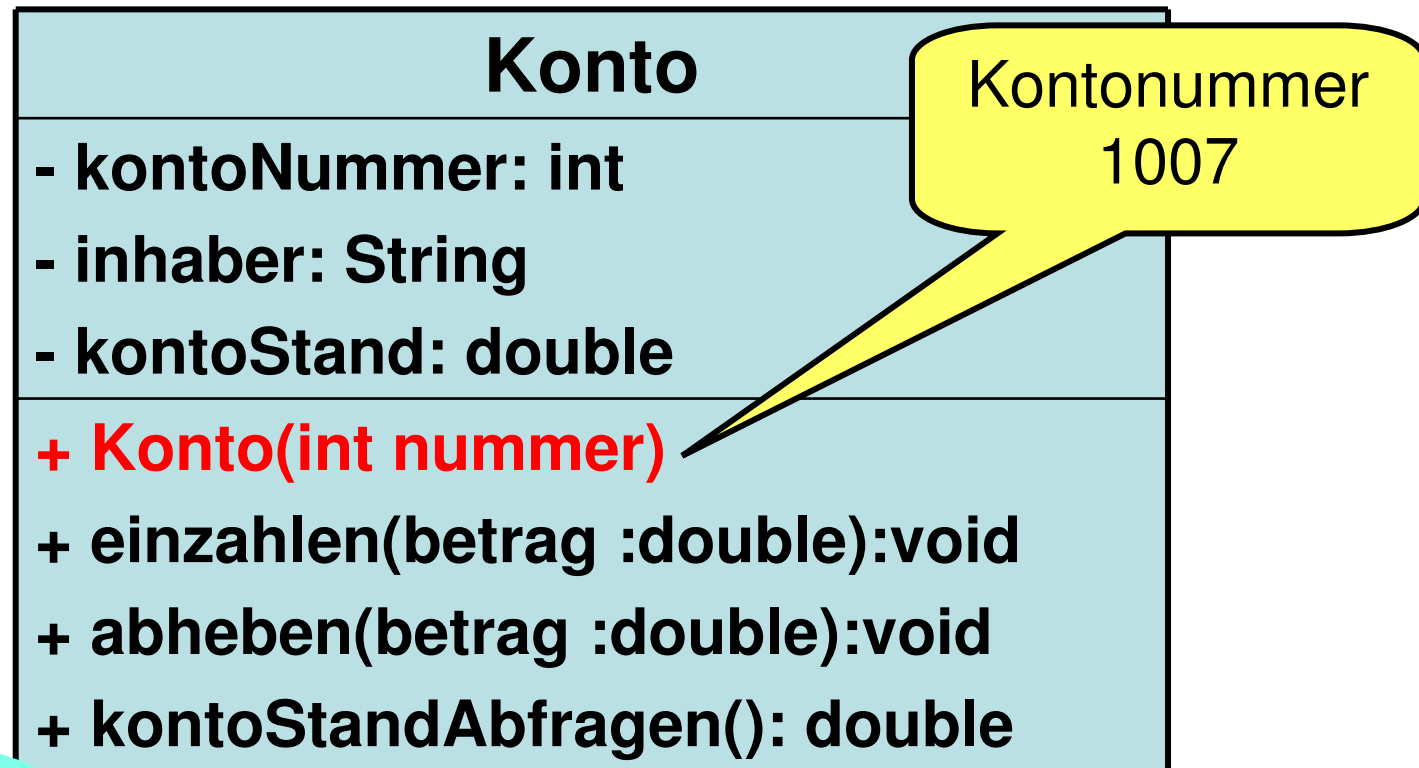 Konto
Kontonummer
1007
- kontoNummer: int
- inhaber: String
- kontoStand: double
+ Konto(int nummer)
+ einzahlen(betrag :double):void
+ abheben(betrag :double):void
+ kontoStandAbfragen(): double